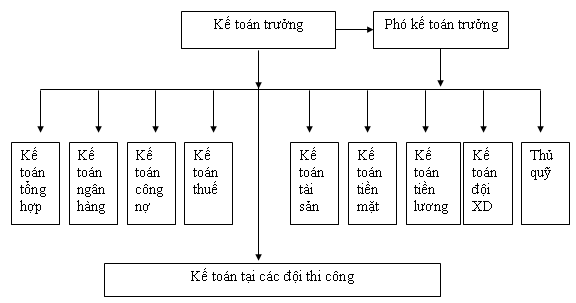 Kế toán trưởng
Phó kế toán trưởng
Kế
toán
tổng
hợp
Kế
toán
ngân
hàng
Kế
toán
công
nợ
Kế
toán
thuế
Kế
toán
tài
sản
Kế
toán
tiền
mặt
Kế
toán
tiền
lương
Kế
toán
đội
XD
Thủ
quỹ
Kế toán tại các đội thi công